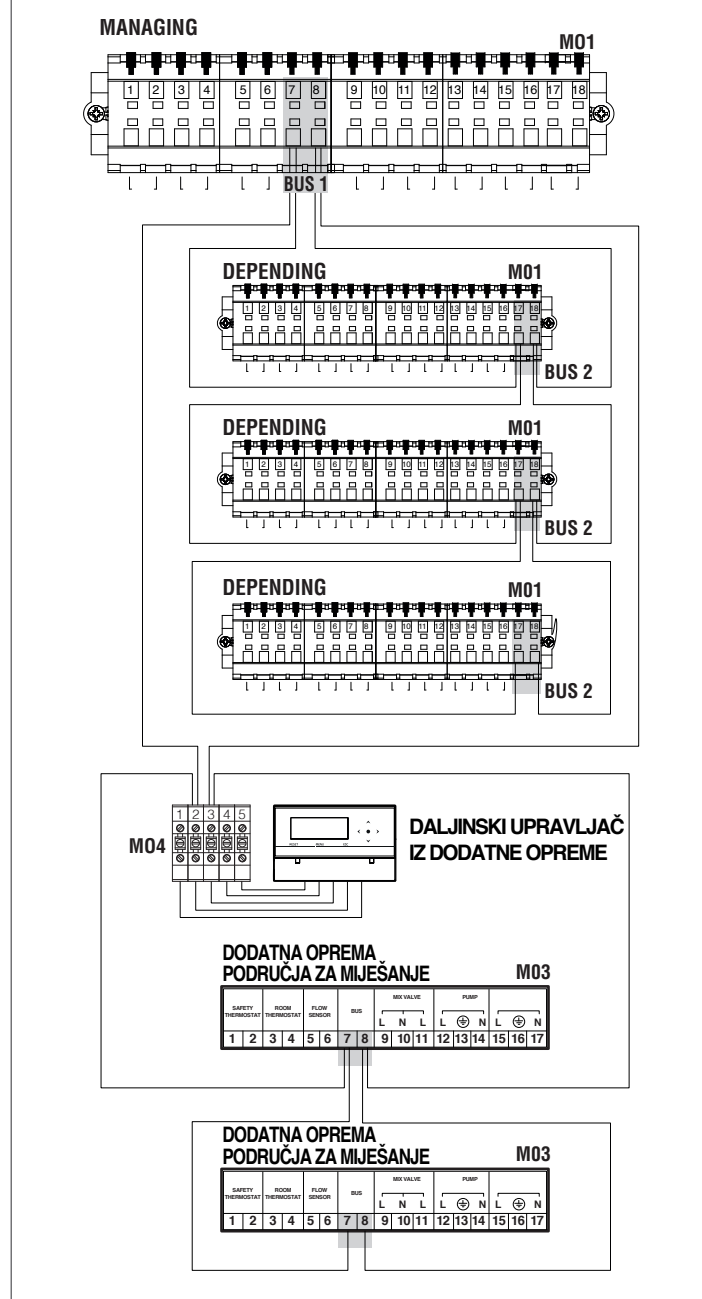 MANAGING
M01
1 2 3 4 5 6 7 8 9 10 11 12 13 14 15 16 17 18
BUS 1
DEPENDING M01
1 2 3 4 5 6 7 8 9 10 11 12 13 14 15 16 17 18
BUS 2
DEPENDING M01
1 2 3 4 5 6 7 8 9 10 11 12 13 14 15 16 17 18
BUS 2
DEPENDING M01
1 2 3 4 5 6 7 8 9 10 11 12 13 14 15 16 17 18
BUS 2
1 2 3 4 5
M04
RESET MENU ESC
DALJINSKI UPRAVLJAČ
IZ DODATNE OPREME
DODATNA OPREMA
PODRUČJA ZA MIJEŠANJE M03
SAFETY THERMOSTAT ROOM THERMOSTAT FLOW SENSOR BUS MIX VALVE PUMP
L N L L N L N
1 2 3 4 5 6 7 8 9 10 11 12 13 14 15 16 17
DODATNA OPREMA
PODRUČJA ZA MIJEŠANJE M03
SAFETY THERMOSTAT ROOM THERMOSTAT FLOW SENSOR BUS MIX VALVE PUMP
L N L L N L N
1 2 3 4 5 6 7 8 9 10 11 12 13 14 15 16 17